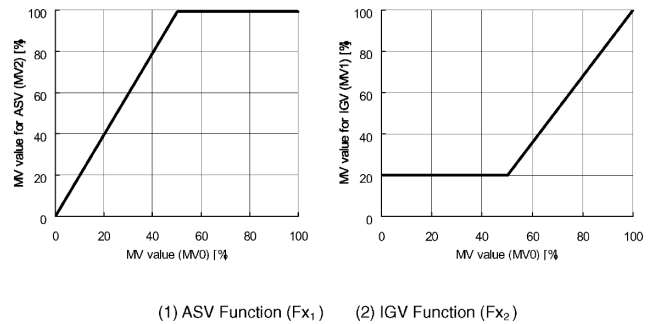 MV value for ASV (MV2) [%]
100
80
60
40
20
0
0 20 40 60 80 100
MV value (MV0) [%
MV value for IGV (MV1) [%]
100
80
60
40
20
0
0 20 40 60 80 100
MV value (MV0) [%
(1) ASV Function (Fx₁) (2) IGV Function (Fx₂)